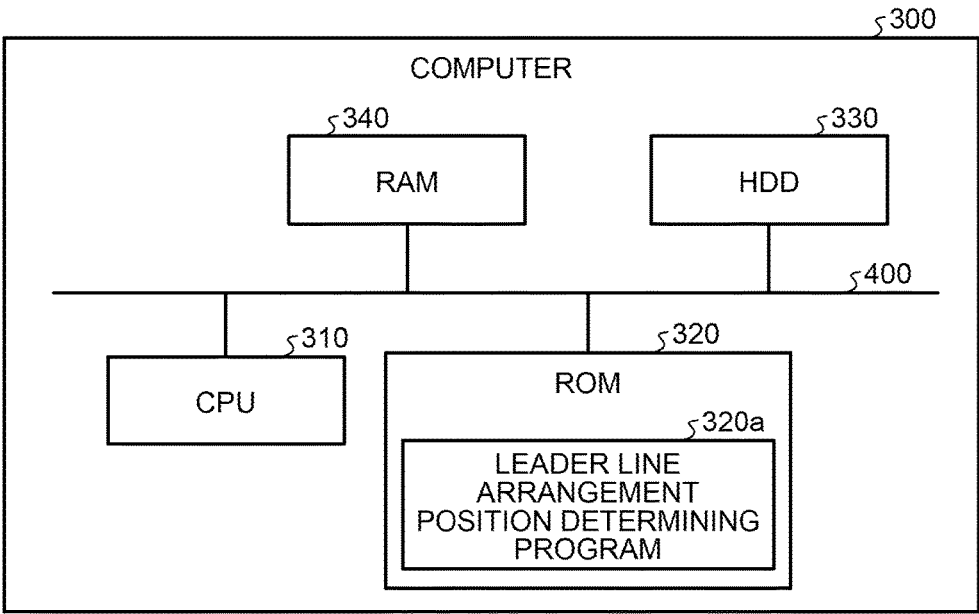 300
COMPUTER
340
RAM
330
HDD
400
310
CPU
320
ROM
320a
LEADER LINE
ARRANGEMENT
POSITION DETERMINING
PROGRAM